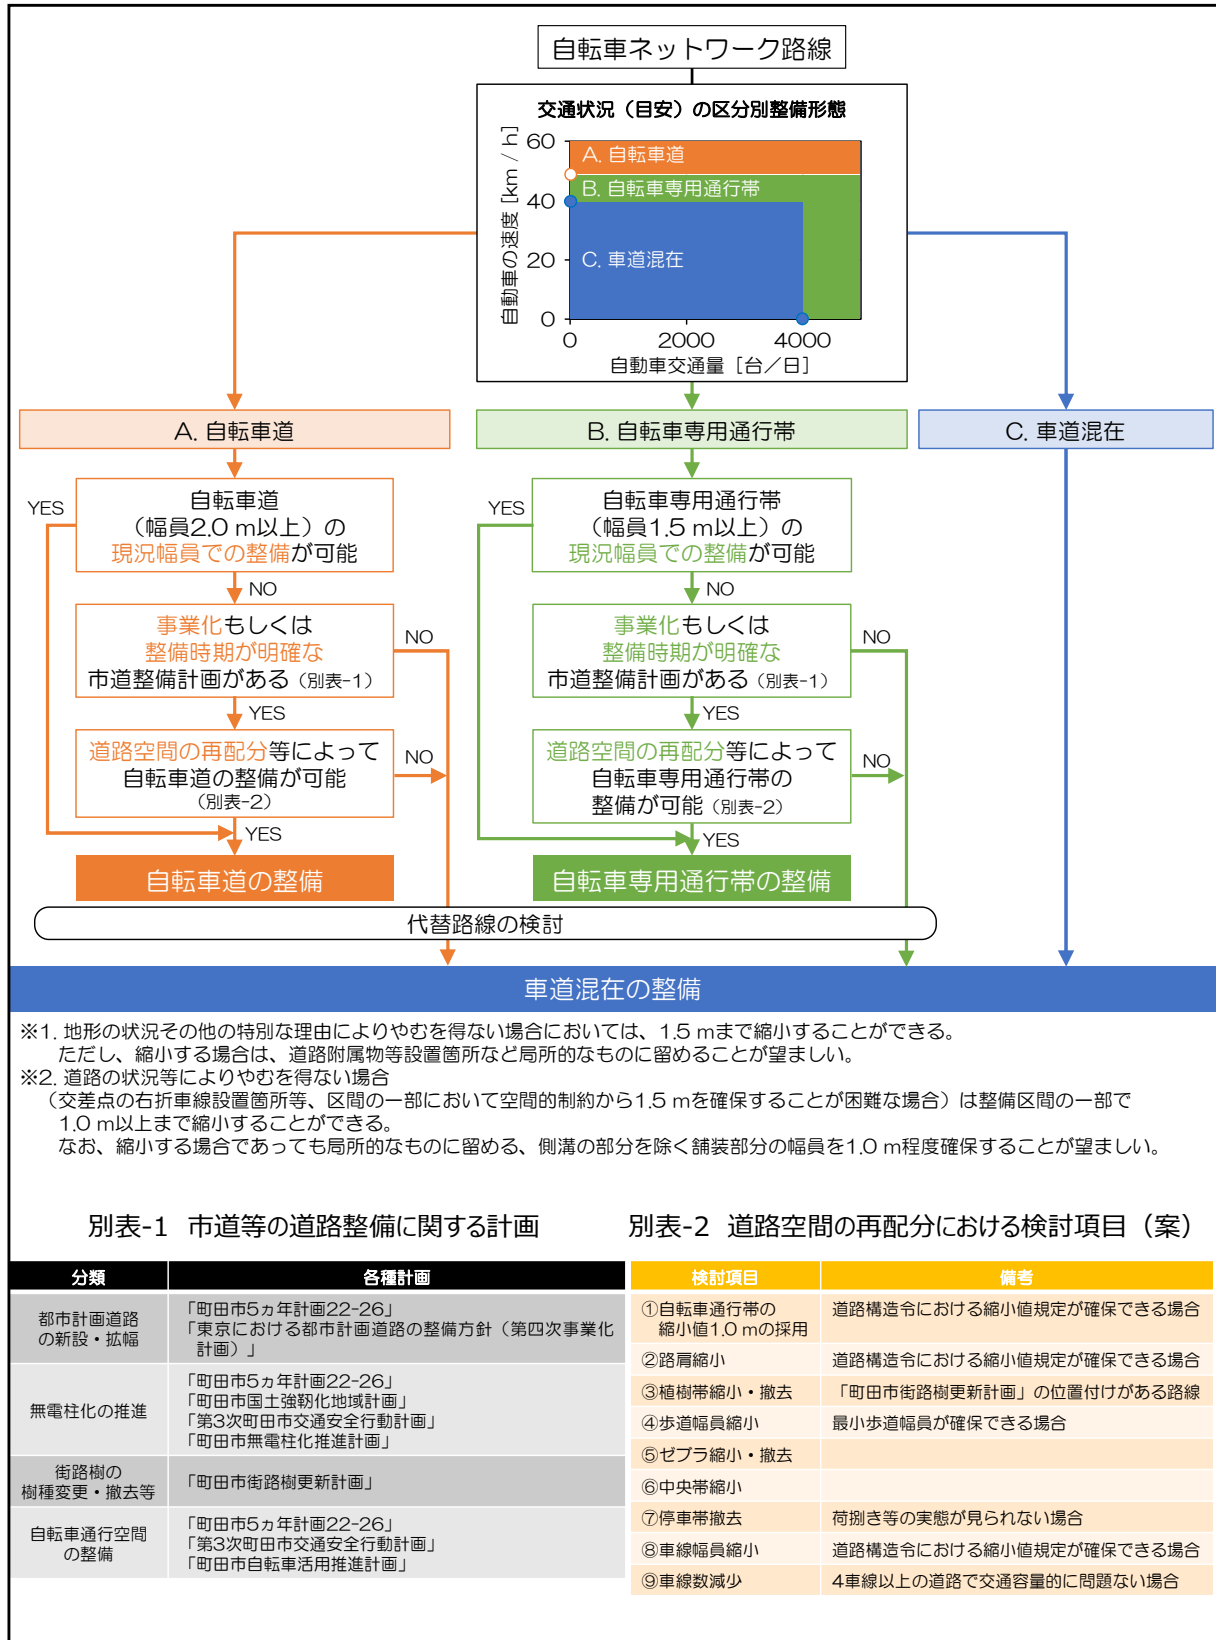 自転車ネットワーク路線
交通状況（目安）の区分別整備形態
自動車の速度 [km / h]
60
40
20
0
A. 自転車道
B. 自転車専用通行帯
C. 車道混在
0 2000 4000
自動車交通量 [台／日]
A. 自転車道
B. 自転車専用通行帯
C. 車道混在
YES
自転車道
（幅員2.0 m以上）の
現況幅員での整備が可能
NO
事業化もしくは
整備時期が明確な
市道整備計画がある（別表-1）
NO
YES
道路空間の再配分等によって
自転車道の整備が可能
（別表-2）
NO
YES
自転車道の整備
YES
自転車専用通行帯
（幅員1.5 m以上）の
現況幅員での整備が可能
NO
事業化もしくは
整備時期が明確な
市道整備計画がある（別表-1）
NO
YES
道路空間の再配分等によって
自転車専用通行帯の
整備が可能（別表-2）
NO
YES
自転車専用通行帯の整備
代替路線の検討
車道混在の整備
※1. 地形の状況その他の特別な理由によりやむを得ない場合においては、1.5 mまで縮小することができる。
ただし、縮小する場合は、道路附属物等設置箇所など局所的なものに留めることが望ましい。
※2. 道路の状況等によりやむを得ない場合
（交差点の右折車線設置箇所等、区間の一部において空間的制約から1.5 mを確保することが困難な場合）は整備区間の一部で
1.0 m以上まで縮小することができる。
なお、縮小する場合であっても局所的なものに留める、側溝の部分を除く舗装部分の幅員を1.0 m程度確保することが望ましい。
別表-1 市道等の道路整備に関する計画
分類 各種計画
都市計画道路
の新設・拡幅
「町田市5ヵ年計画22-26」
「東京における都市計画道路の整備方針（第四次事業化
計画）」
無電柱化の推進
「町田市5ヵ年計画22-26」
「町田市国土強靱化地域計画」
「第3次町田市交通安全行動計画」
「町田市無電柱化推進計画」
街路樹の
樹種変更・撤去等
「町田市街路樹更新計画」
自転車通行空間
の整備
「町田市5ヵ年計画22-26」
「第3次町田市交通安全行動計画」
「町田市自転車活用推進計画」
別表-2 道路空間の再配分における検討項目（案）
検討項目 備考
①自転車通行帯の
縮小値1.0 mの採用
道路構造令における縮小値規定が確保できる場合
②路肩縮小 道路構造令における縮小値規定が確保できる場合
③植樹帯縮小・撤去 「町田市街路樹更新計画」の位置付けがある路線
④歩道幅員縮小 最小歩道幅員が確保できる場合
⑤ゼブラ縮小・撤去
⑥中央帯縮小
⑦停車帯撤去 荷捌き等の実態が見られない場合
⑧車線幅員縮小 道路構造令における縮小値規定が確保できる場合
⑨車線数減少 4車線以上の道路で交通容量的に問題ない場合